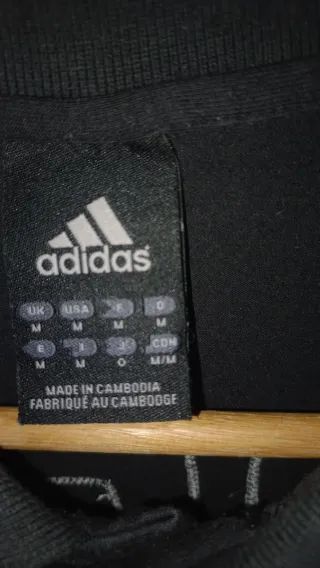 adidas
UK USA F D
M M M M
E I J CDN
M M O M/M
MADE IN CAMBODIA
FABRIQUÉ AU CAMBODGE